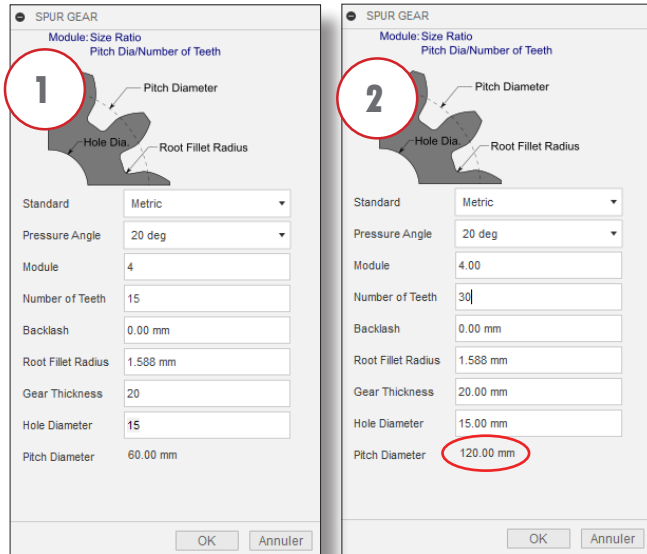 SPUR GEAR
Module: Size Ratio
Pitch Dia/Number of Teeth
1
Pitch Diameter
Hole Dia.
Root Fillet Radius
Standard Metric
Pressure Angle 20 deg
Module 4
Number of Teeth 15
Backlash 0.00 mm
Root Fillet Radius 1.588 mm
Gear Thickness 20
Hole Diameter 15
Pitch Diameter 60.00 mm
OK Annuler
SPUR GEAR
Module: Size Ratio
Pitch Dia/Number of Teeth
2
Pitch Diameter
Hole Dia.
Root Fillet Radius
Standard Metric
Pressure Angle 20 deg
Module 4.00
Number of Teeth 30
Backlash 0.00 mm
Root Fillet Radius 1.588 mm
Gear Thickness 20.00 mm
Hole Diameter 15.00 mm
Pitch Diameter 120.00 mm
OK Annuler